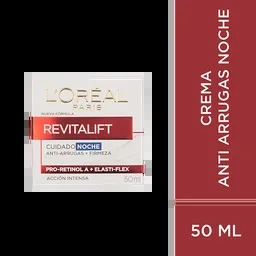 L'ORÉAL
PARIS
NUEVA FÓRMULA
REVITALIFT
CUIDADO NOCHE
ANTI-ARRUGAS + FIRMEZA
PRO-RETINOL A + ELASTI-FLEX
ACCIÓN INTENSA
50ml
CREMA
ANTI ARRUGAS NOCHE
50 ML